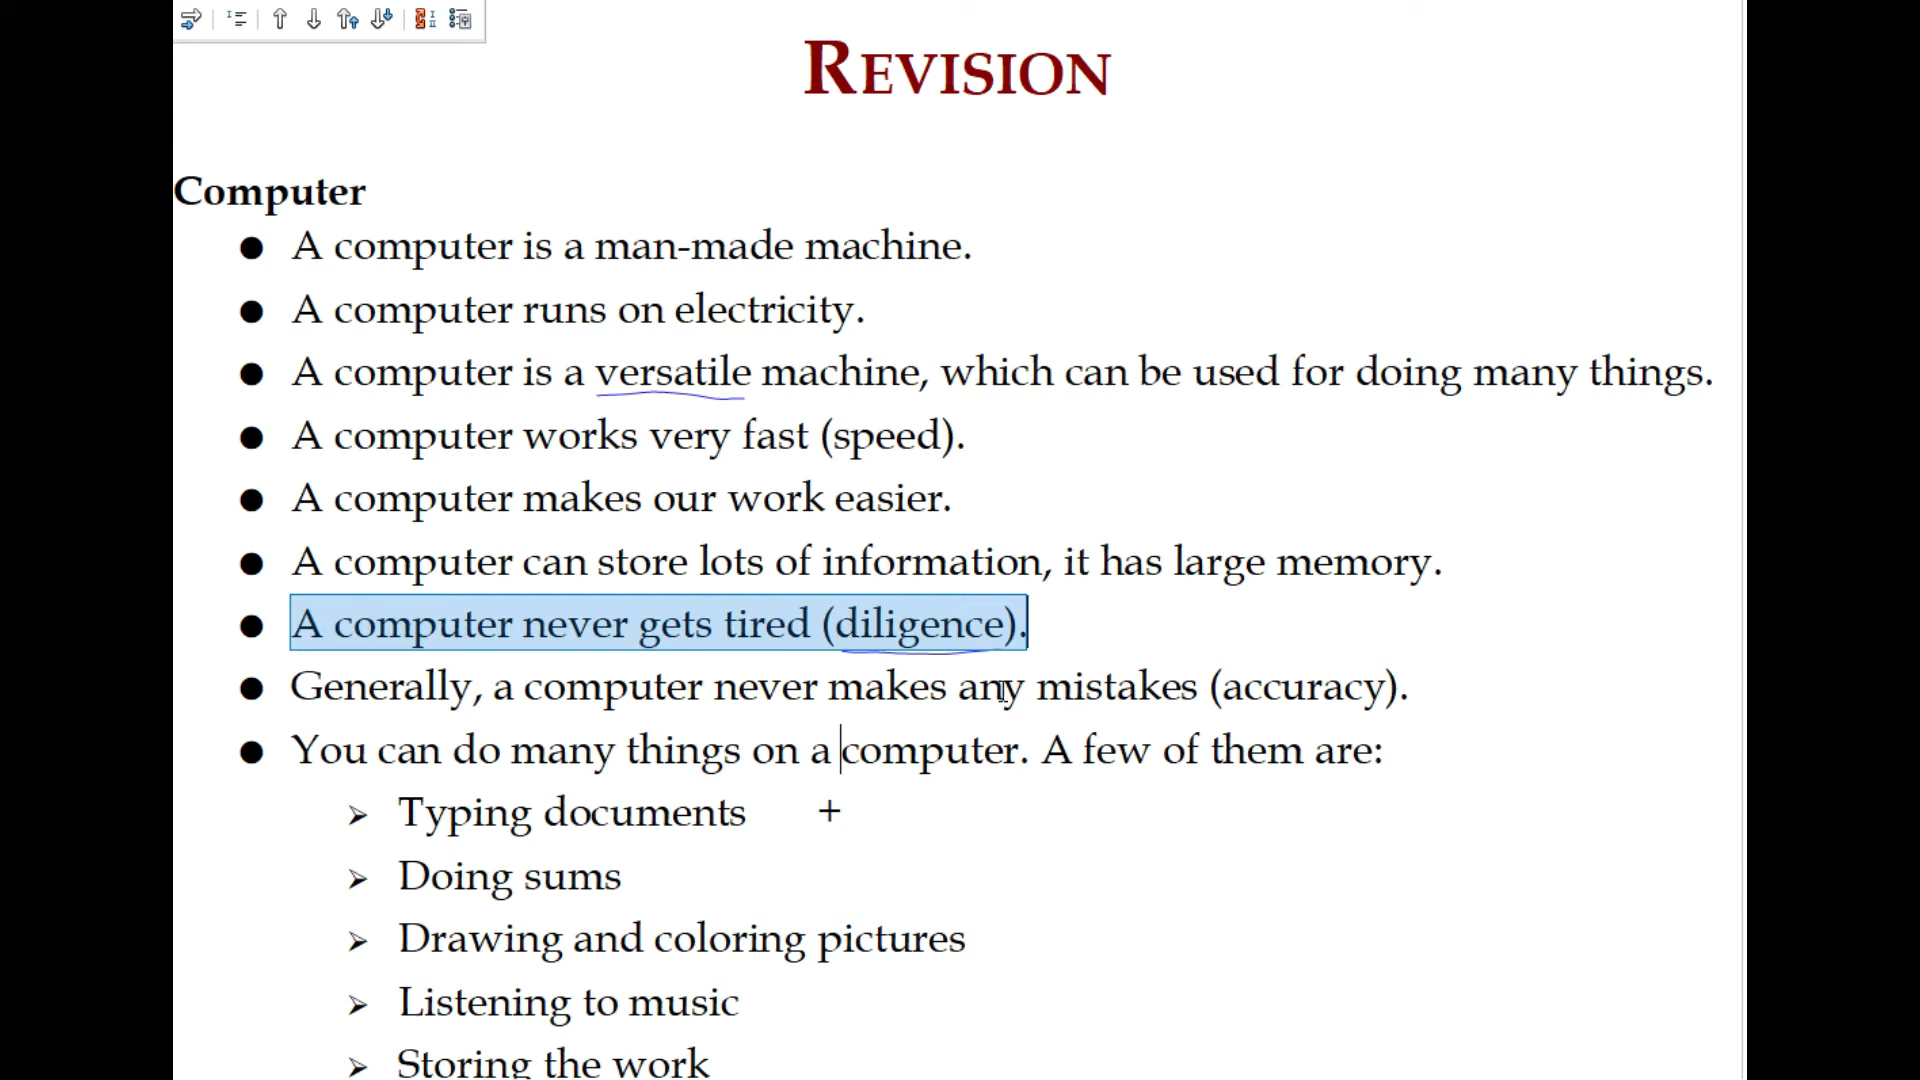 REVISION
Computer
● A computer is a man-made machine.
● A computer runs on electricity.
● A computer is a versatile machine, which can be used for doing many things.
● A computer works very fast (speed).
● A computer makes our work easier.
● A computer can store lots of information, it has large memory.
● A computer never gets tired (diligence).
● Generally, a computer never makes any mistakes (accuracy).
● You can do many things on a computer. A few of them are:
➢ Typing documents
➢ Doing sums
➢ Drawing and coloring pictures
➢ Listening to music
➢ Storing the work